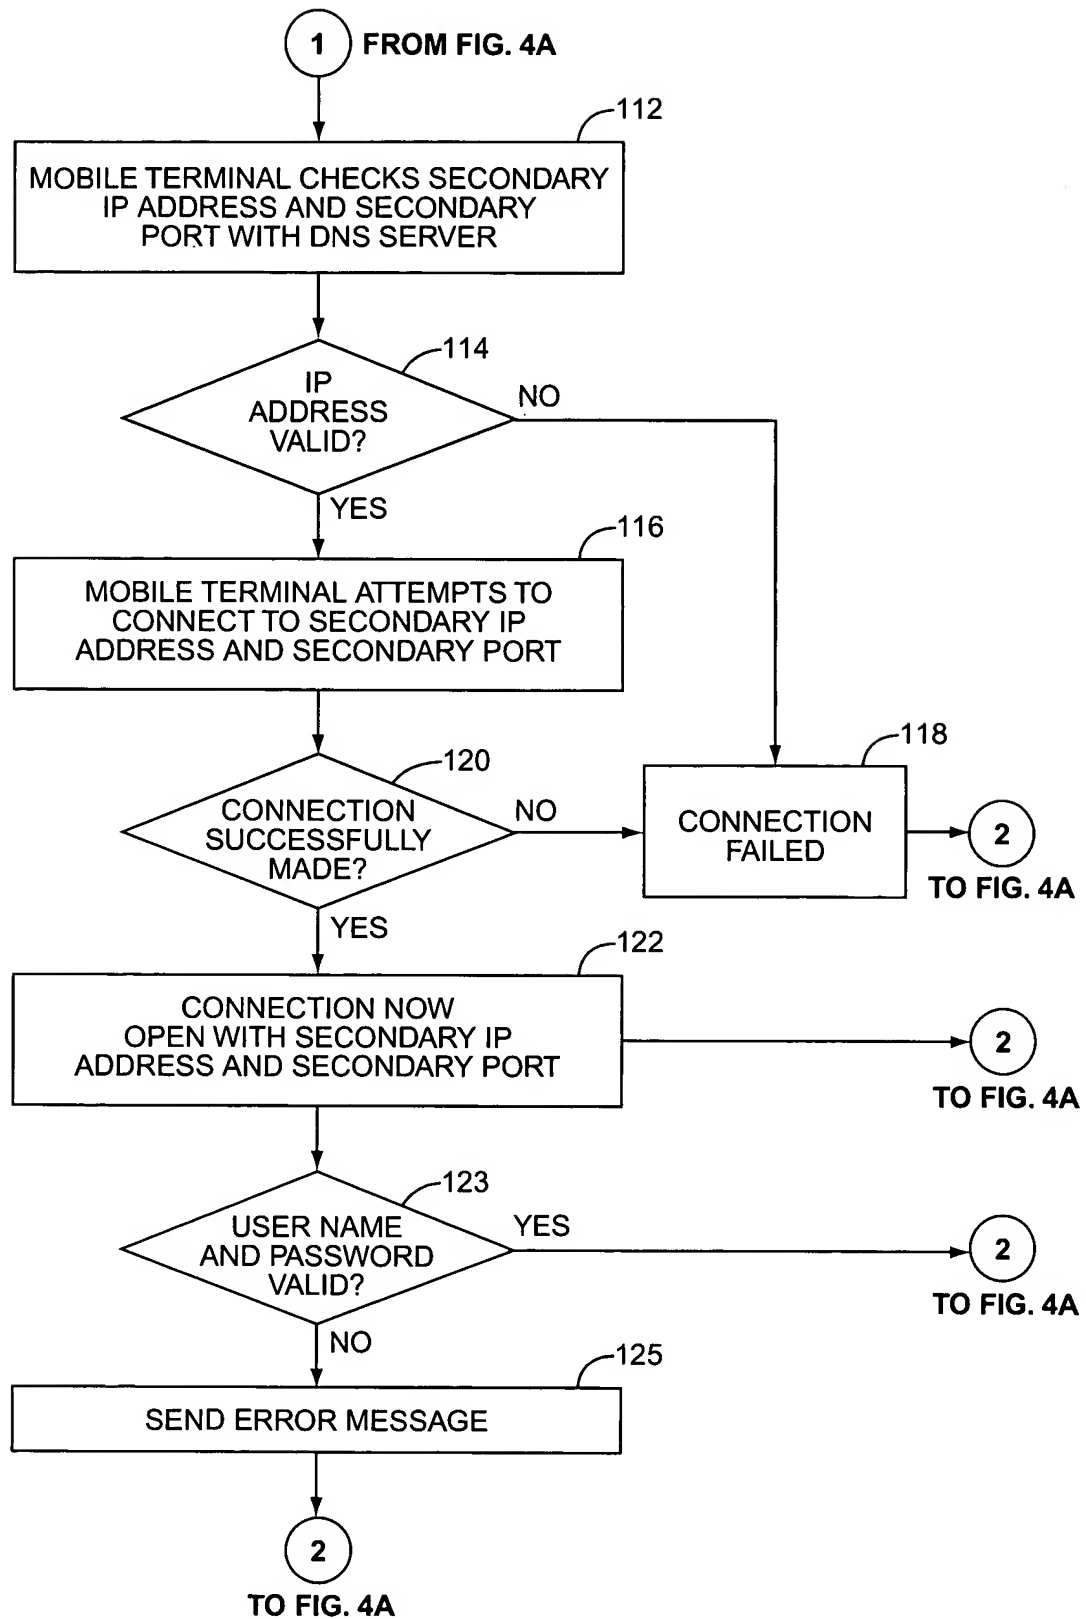 1 FROM FIG. 4A
112
MOBILE TERMINAL CHECKS SECONDARY
IP ADDRESS AND SECONDARY
PORT WITH DNS SERVER
114
IP
ADDRESS
VALID?
NO
YES
116
MOBILE TERMINAL ATTEMPTS TO
CONNECT TO SECONDARY IP
ADDRESS AND SECONDARY PORT
120
CONNECTION
SUCCESSFULLY
MADE?
NO
118
CONNECTION
FAILED
2
TO FIG. 4A
YES
122
CONNECTION NOW
OPEN WITH SECONDARY IP
ADDRESS AND SECONDARY PORT
2
TO FIG. 4A
123
USER NAME
AND PASSWORD
VALID?
YES
2
TO FIG. 4A
NO
125
SEND ERROR MESSAGE
2
TO FIG. 4A